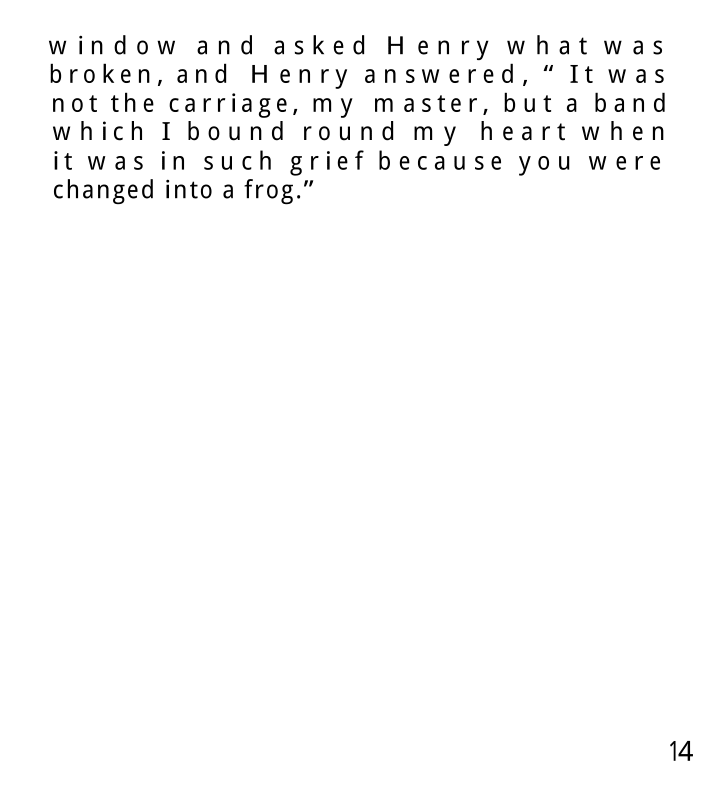 window and asked Henry what was
broken, and Henry answered, “ It was
not the carriage, my master, but a band
which I bound round my heart when
it was in such grief because you were
changed into a frog.”
14